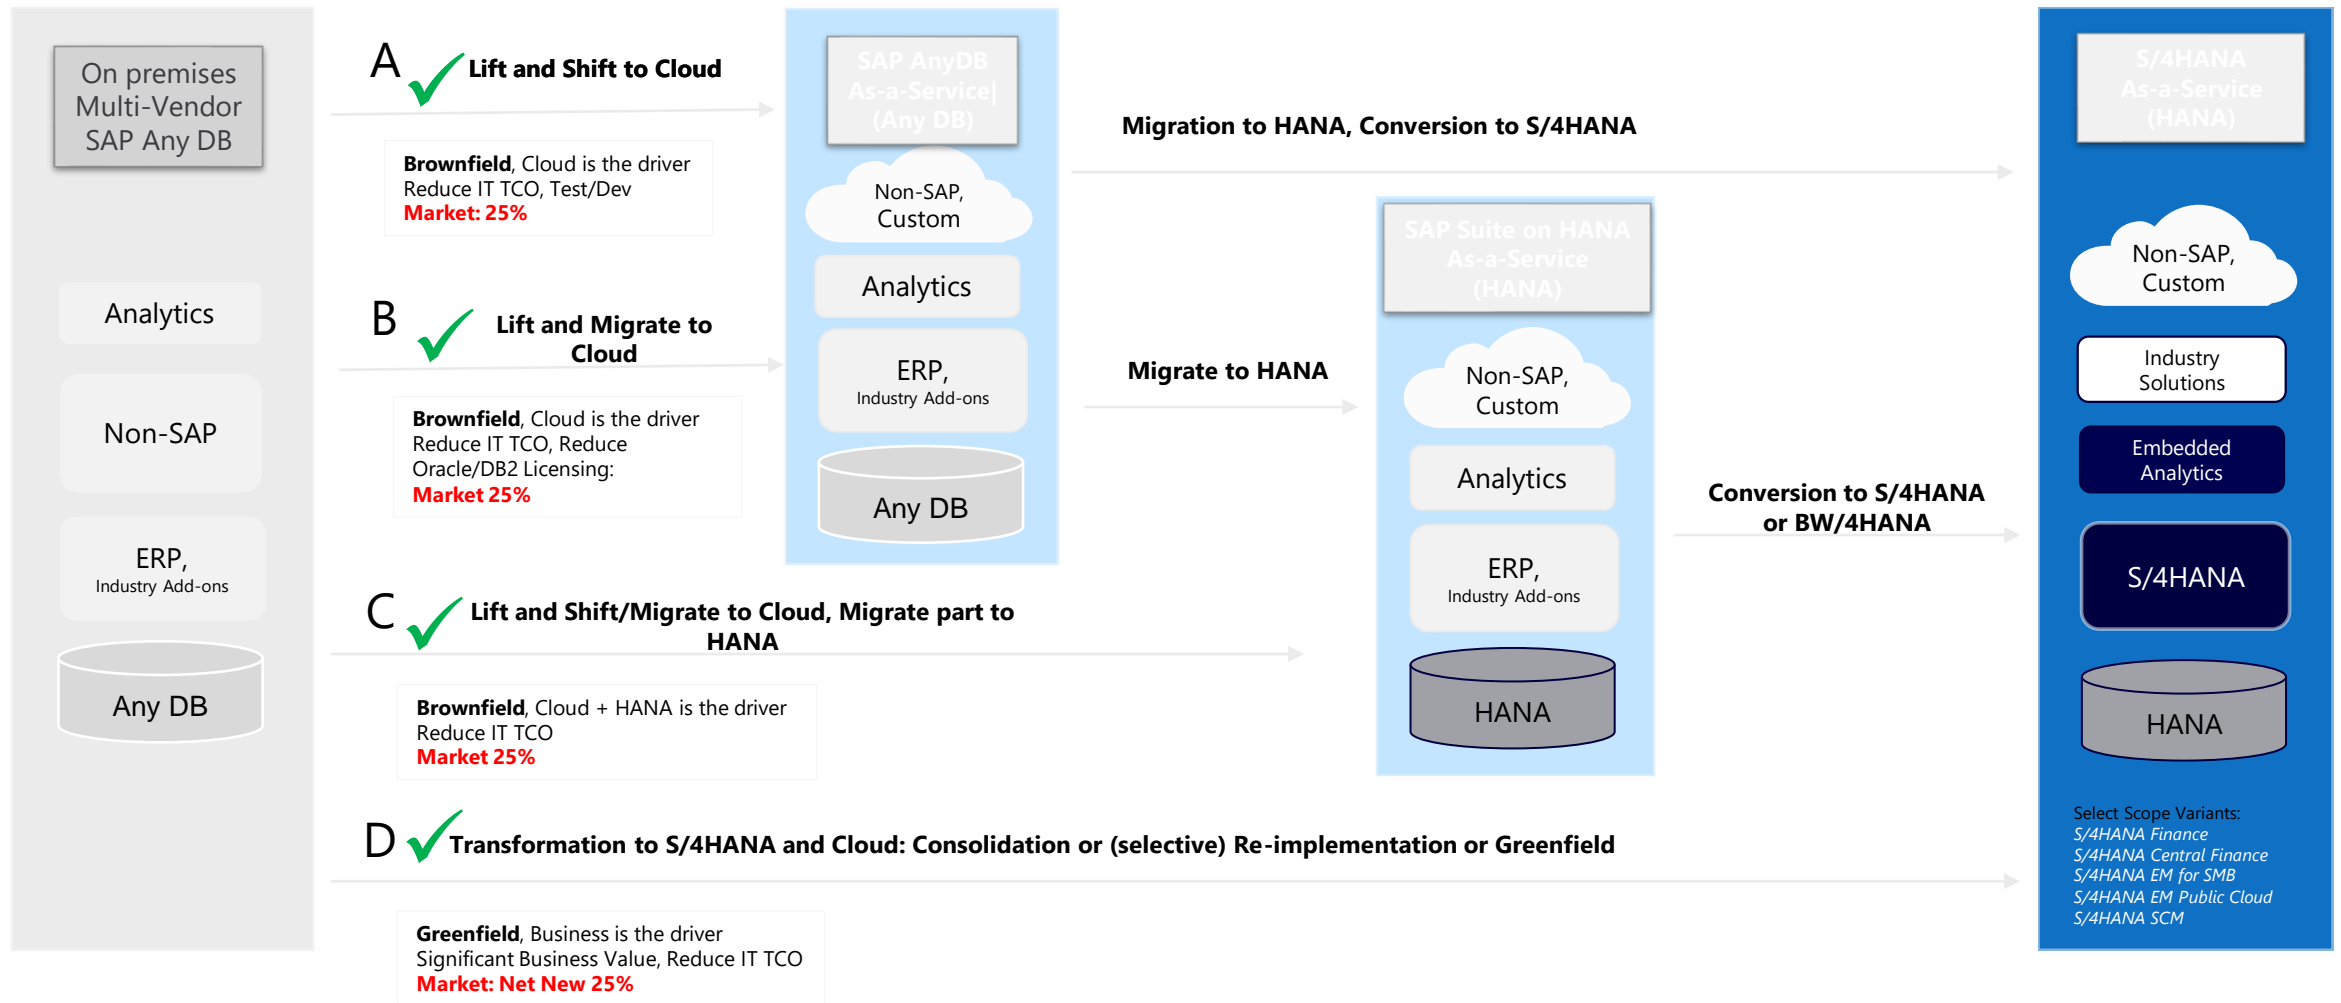 On premises
Multi-Vendor
SAP Any DB
Analytics
Non-SAP
ERP,
Industry Add-ons
Any DB
A
Lift and Shift to Cloud
Brownfield, Cloud is the driver
Reduce IT TCO, Test/Dev
Market: 25%
B
Lift and Migrate to
Cloud
Brownfield, Cloud is the driver
Reduce IT TCO, Reduce
Oracle/DB2 Licensing:
Market 25%
C
Lift and Shift/Migrate to Cloud, Migrate part to
HANA
Brownfield, Cloud + HANA is the driver
Reduce IT TCO
Market 25%
D
Transformation to S/4HANA and Cloud: Consolidation or (selective) Re-implementation or Greenfield
Greenfield, Business is the driver
Significant Business Value, Reduce IT TCO
Market: Net New 25%
SAP AnyDB
As-a-Service|
(Any DB)
Non-SAP,
Custom
Analytics
ERP,
Industry Add-ons
Any DB
Migration to HANA, Conversion to S/4HANA
Migrate to HANA
SAP Suite on HANA
As-a-Service
(HANA)
Non-SAP,
Custom
Analytics
ERP,
Industry Add-ons
HANA
Conversion to S/4HANA
or BW/4HANA
S/4HANA
As-a-Service
(HANA)
Non-SAP,
Custom
Industry
Solutions
Embedded
Analytics
S/4HANA
HANA
Select Scope Variants:
S/4HANA Finance
S/4HANA Central Finance
S/4HANA EM for SMB
S/4HANA EM Public Cloud
S/4HANA SCM